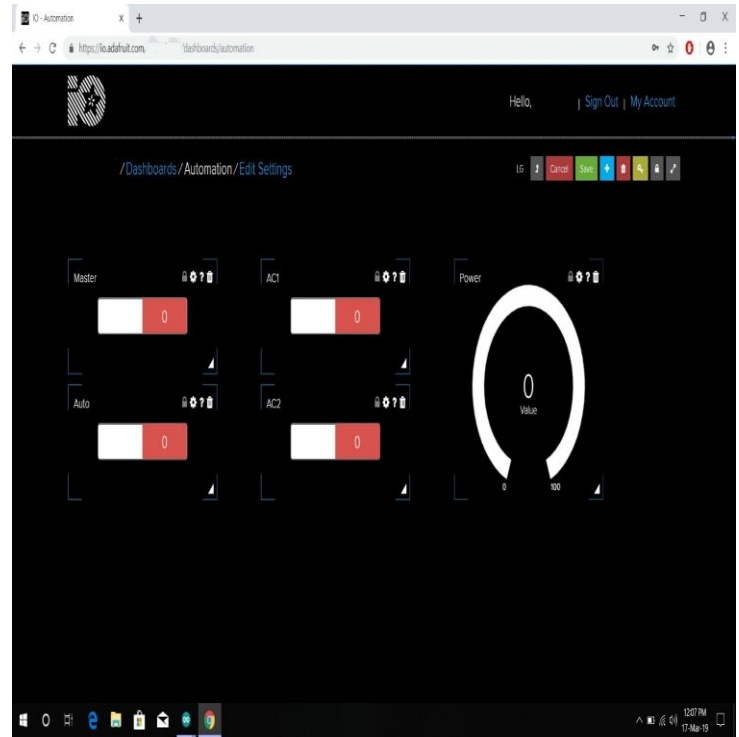 IO - Automation
https://io.adafruit.com/ /dashboards/automation
iO
Hello, | Sign Out | My Account
/ Dashboards / Automation / Edit Settings
LG Cancel Save
Master
0
AC1
0
Power
0
Value
0 100
Auto
0
AC2
0
12:07 PM
17-Mar-19